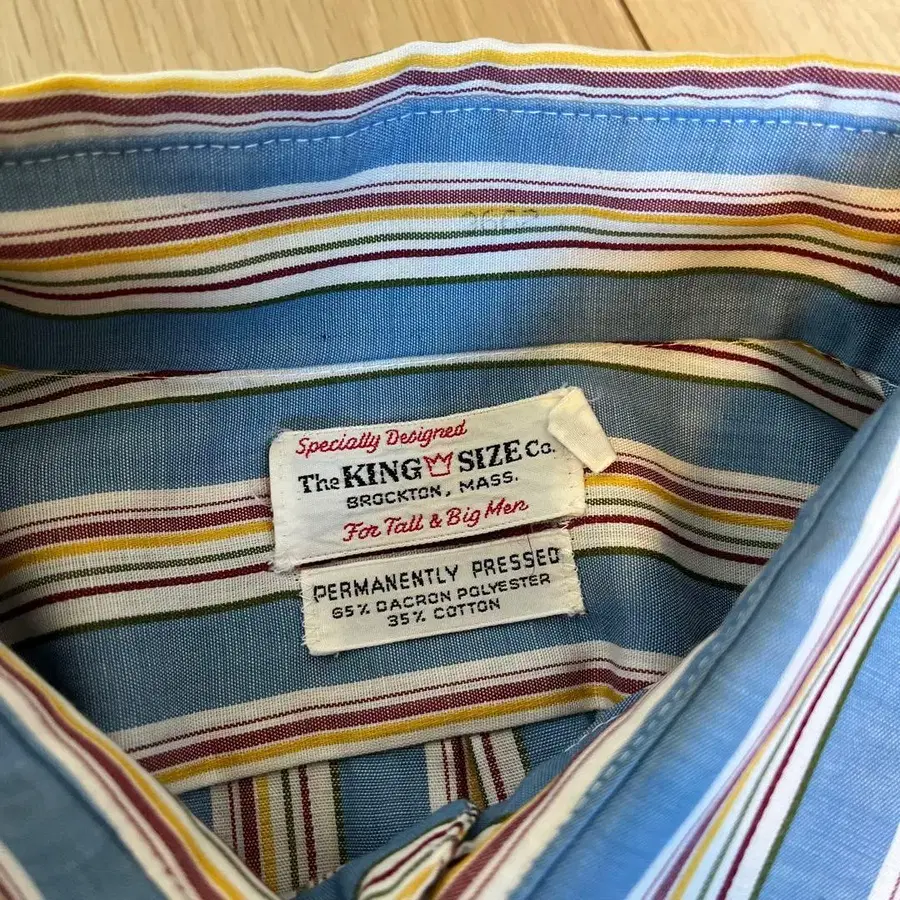 Specially Designed
The KING SIZE Co.
BROCKTON, MASS.
For Tall & Big Men
PERMANENTLY PRESSED
65% DACRON POLYESTER
35% COTTON